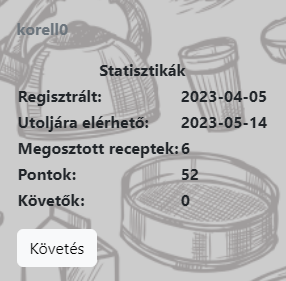 korell0
Statisztikák
Regisztrált: 2023-04-05
Utoljára elérhető: 2023-05-14
Megosztott receptek: 6
Pontok: 52
Követők: 0
Követés